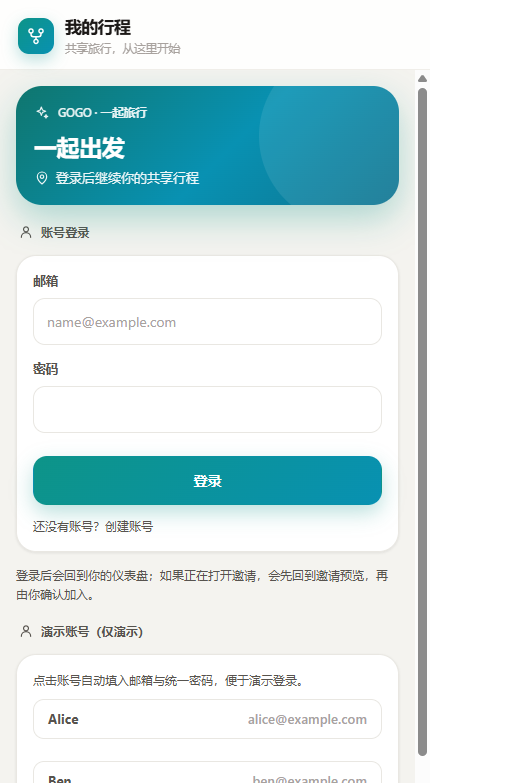 我的行程
共享旅行，从这里开始
GOGO · 一起旅行
一起出发
登录后继续你的共享行程
账号登录
邮箱
name@example.com
密码
登录
还没有账号？创建账号
登录后会回到你的仪表盘；如果正在打开邀请，会先回到邀请预览，再
由你确认加入。
演示账号（仅演示）
点击账号自动填入邮箱与统一密码，便于演示登录。
Alice alice@example.com
Ben ben@example.com